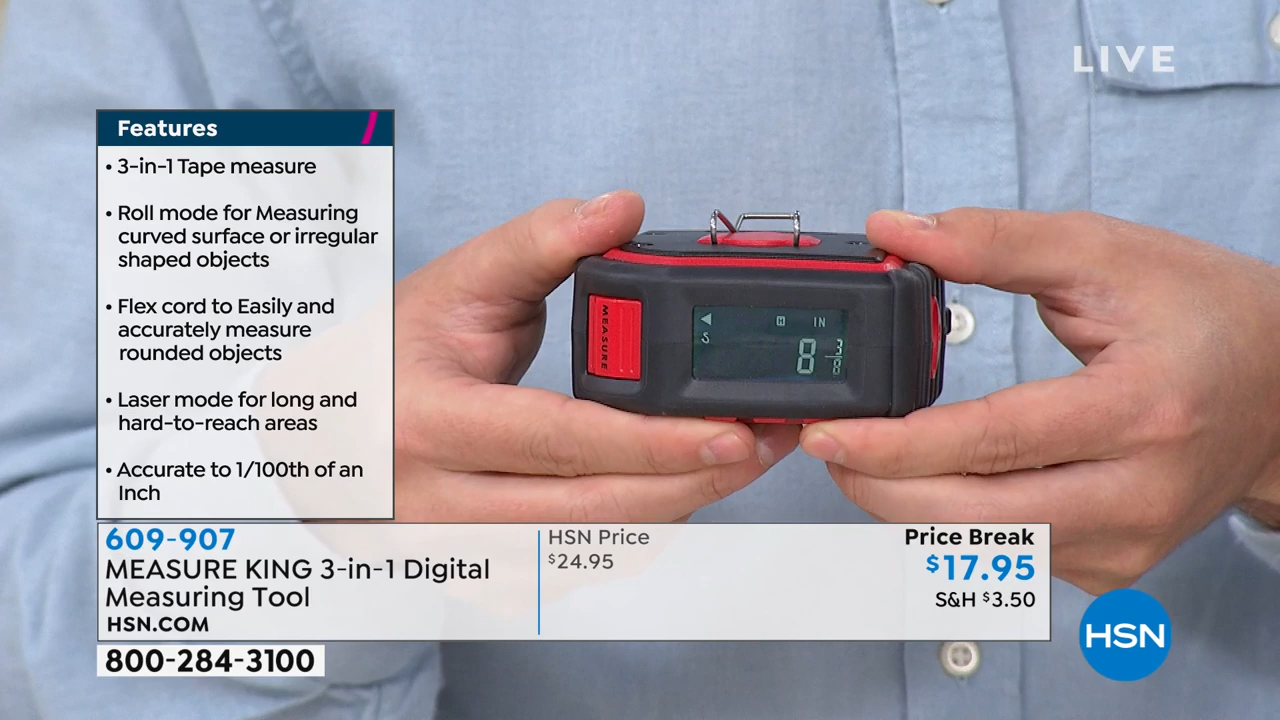 LIVE
Features
• 3-in-1 Tape measure
• Roll mode for Measuring
curved surface or irregular
shaped objects
• Flex cord to Easily and
accurately measure
rounded objects
• Laser mode for long and
hard-to-reach areas
• Accurate to 1/100th of an
Inch
MEASURE
H IN
8 3/8
609-907
MEASURE KING 3-in-1 Digital
Measuring Tool
HSN.COM
HSN Price
$24.95
Price Break
$17.95
S&H $3.50
HSN
800-284-3100